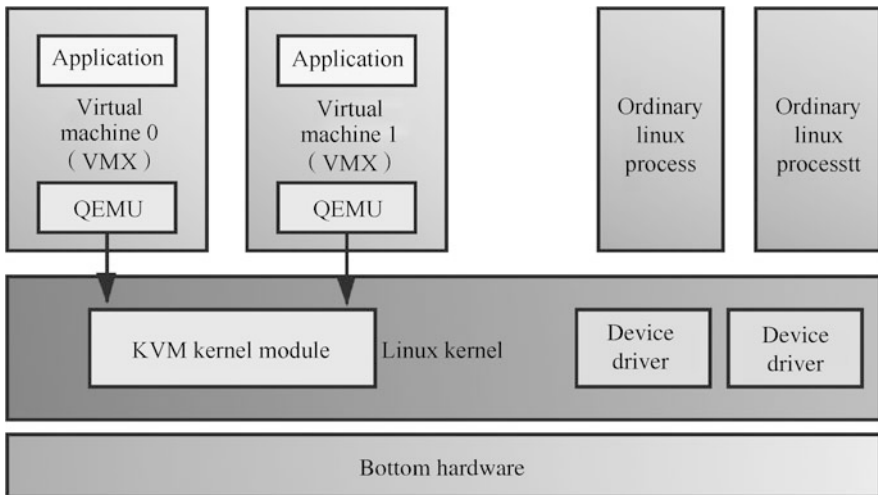 Application
Virtual
machine 0
( VMX )
QEMU
Application
Virtual
machine 1
( VMX )
QEMU
Ordinary
linux
process
Ordinary
linux
processtt
KVM kernel module
Linux kernel
Device
driver
Device
driver
Bottom hardware